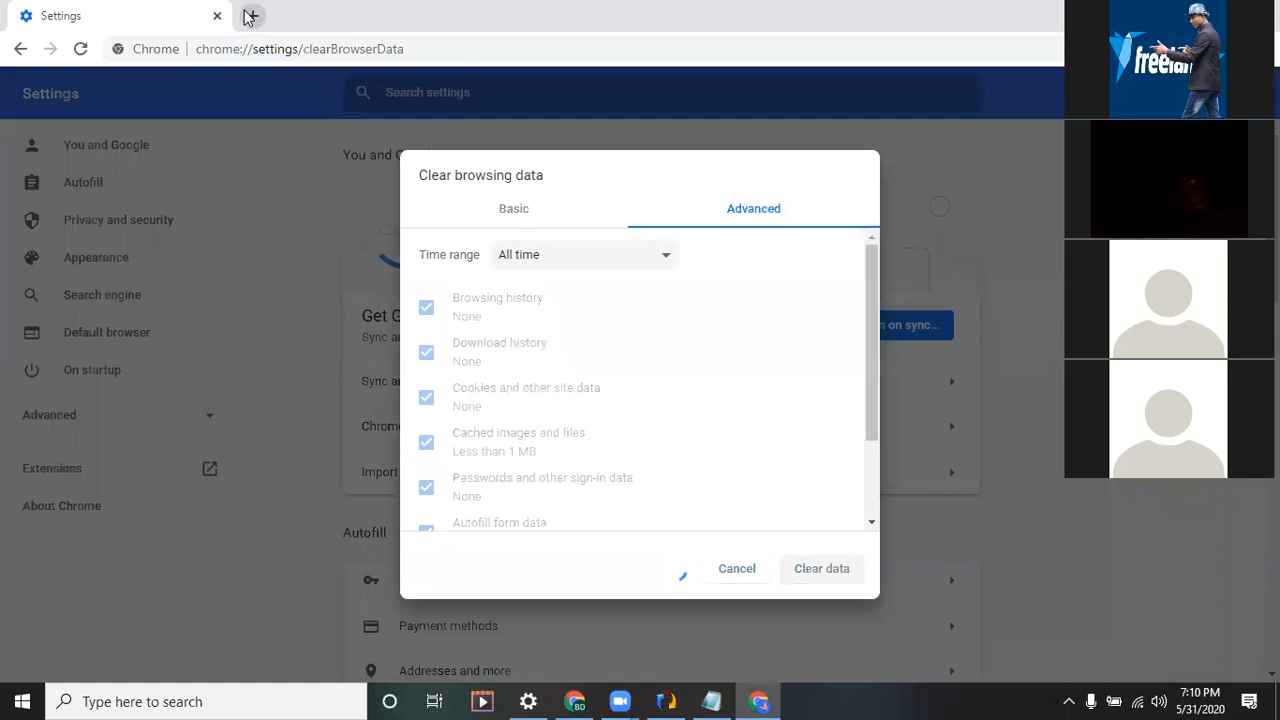 Settings
Chrome
chrome://settings/clearBrowserData
Settings
Search settings
You and Google
Autofill
Privacy and security
Appearance
Search engine
Default browser
On startup
Advanced
Extensions
About Chrome
You and
Get G
Sync ar
n on sync...
Sync ar
Chrom
Import
Autofill
Payment methods
Addresses and more
Clear browsing data
Basic
Advanced
Time range
All time
Browsing history
None
Download history
None
Cookies and other site data
None
Cached images and files
Less than 1 MB
Passwords and other sign-in data
None
Autofill form data
Cancel
Clear data
freelan
Type here to search
BD
7:10 PM
5/31/2020